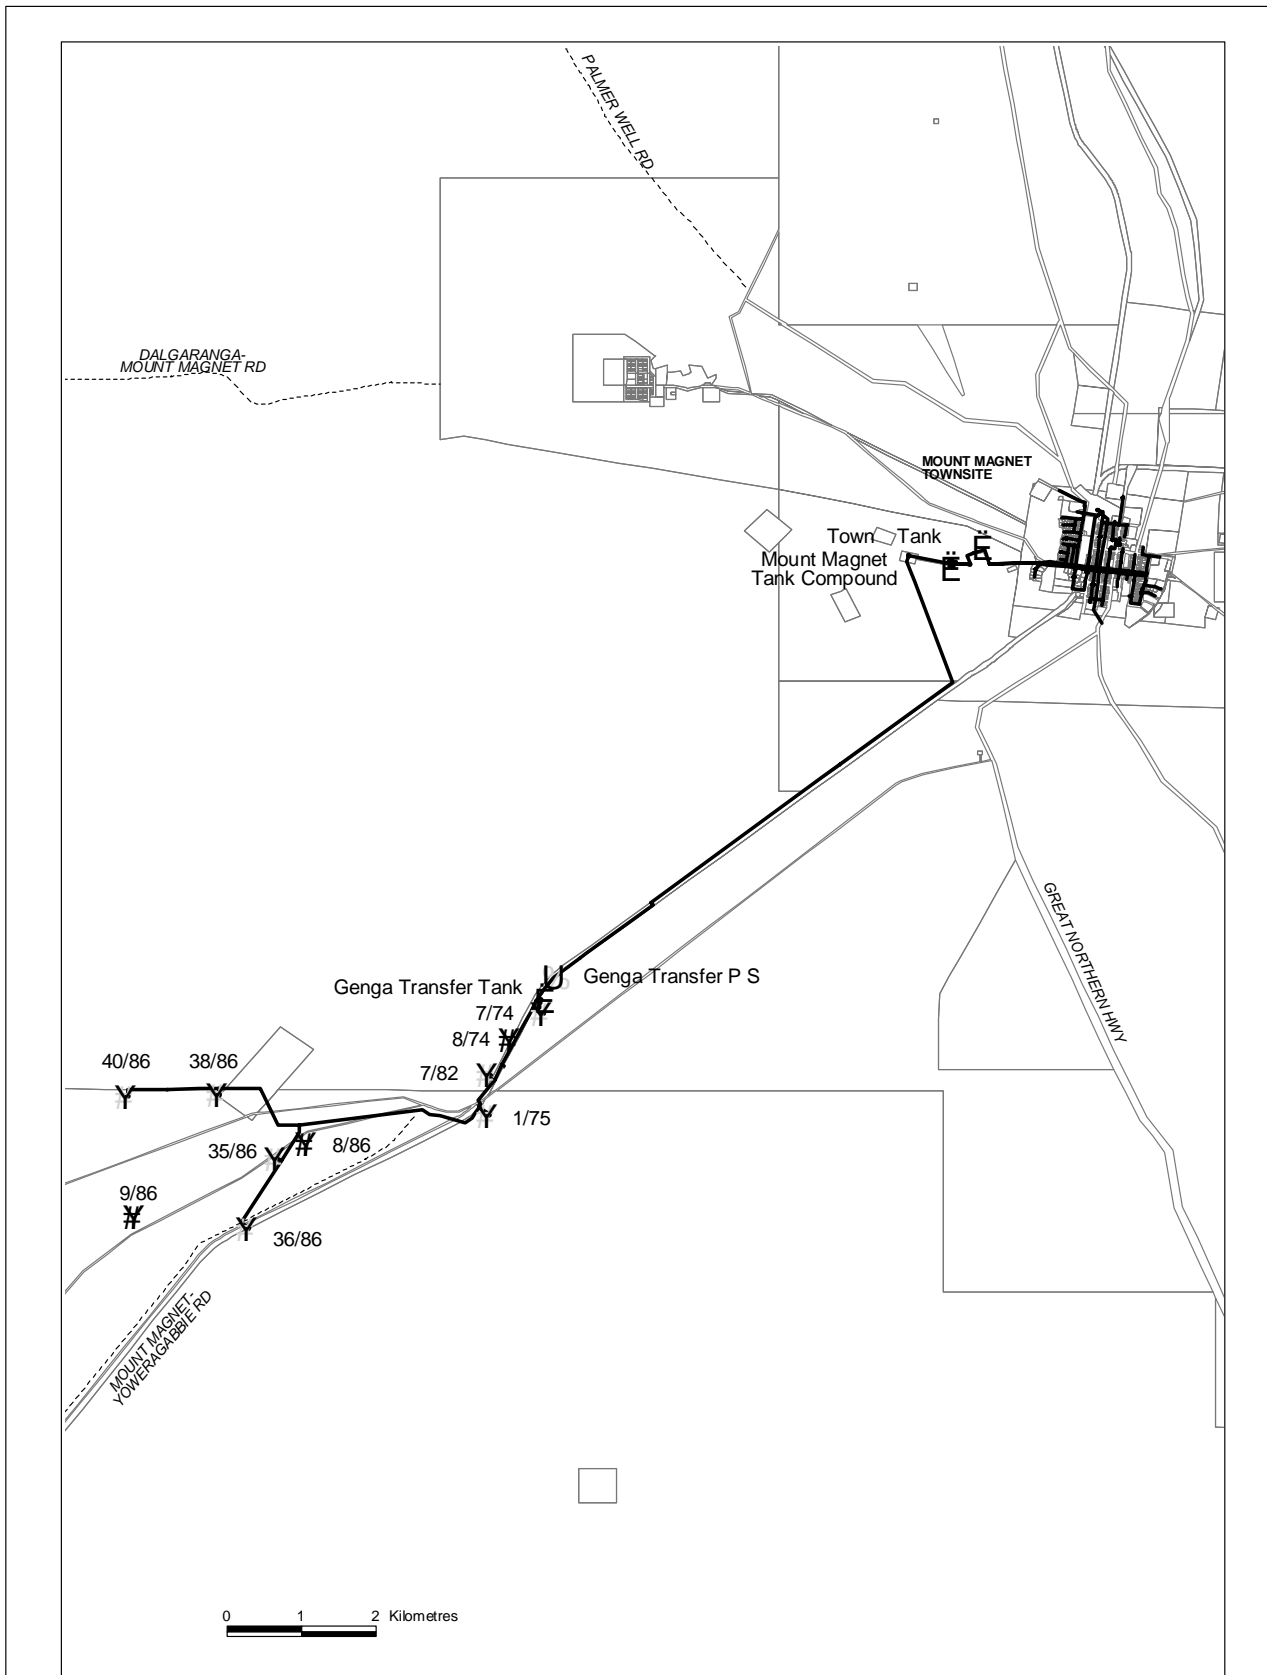 PALMER WELL RD
DALGARANGA-
MOUNT MAGNET RD
MOUNT MAGNET
TOWNSITE
Town Tank
Mount Magnet
Tank Compound
GREAT NORTHERN HWY
Genga Transfer Tank
Genga Transfer P S
7/74
8/74
7/82
40/86
38/86
1/75
35/86
8/86
9/86
36/86
MOUNT MAGNET-
YOWERAGABBIE RD
0 1 2 Kilometres